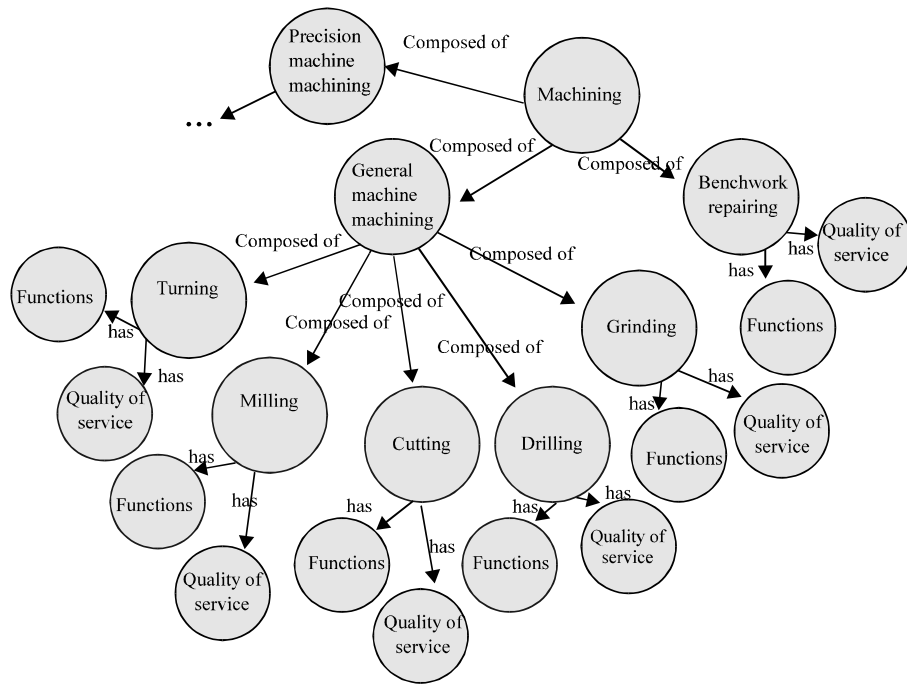 Precision
machine
machining
Composed of
Machining
...
Composed of
Composed of
General
machine
machining
Benchwork
repairing
Quality of
service
has
has
Functions
Composed of
Composed of
Composed of
Composed of
Composed of
Turning
Functions
has
has
Quality of
service
Milling
has
Functions
has
Quality of
service
Cutting
has
Functions
has
Quality of
service
Drilling
has
Functions
has
Quality of
service
Grinding
has
Functions
has
Quality of
service